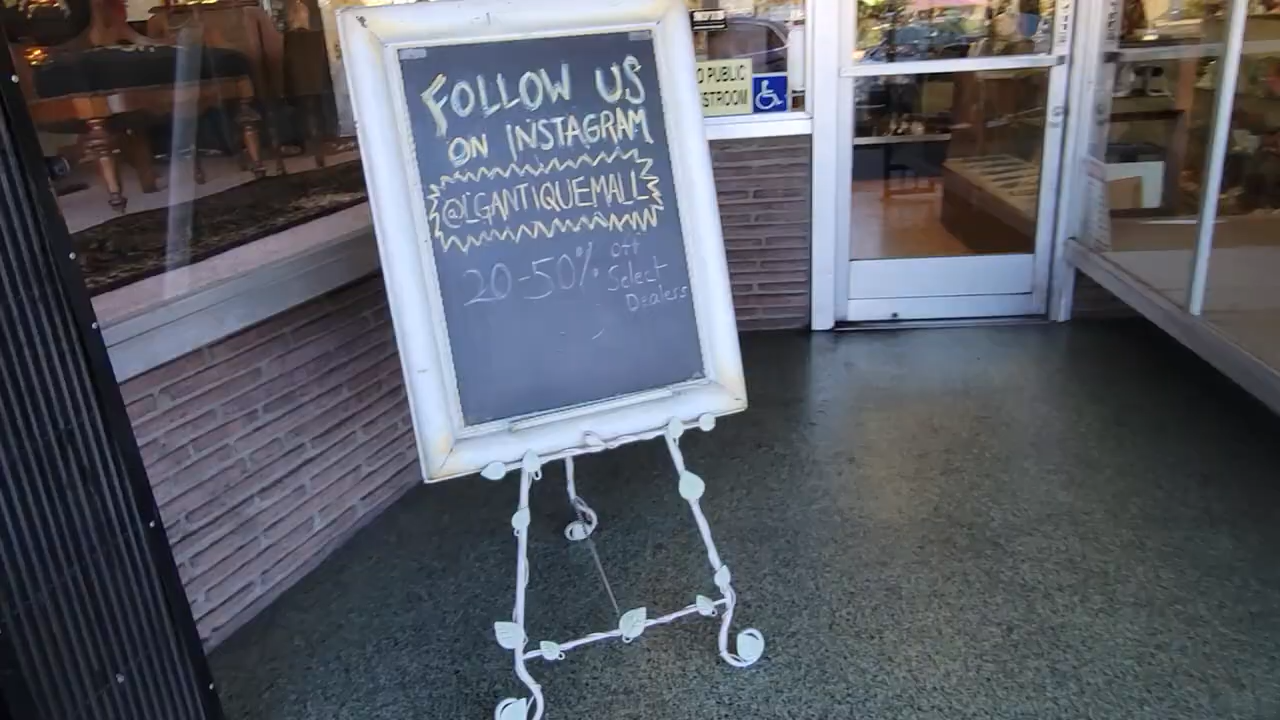 FOLLOW US
ON INSTAGRAM
@LGANTIQUEMALL
20-50% off
Select
Dealers
O PUBLIC
STROOM